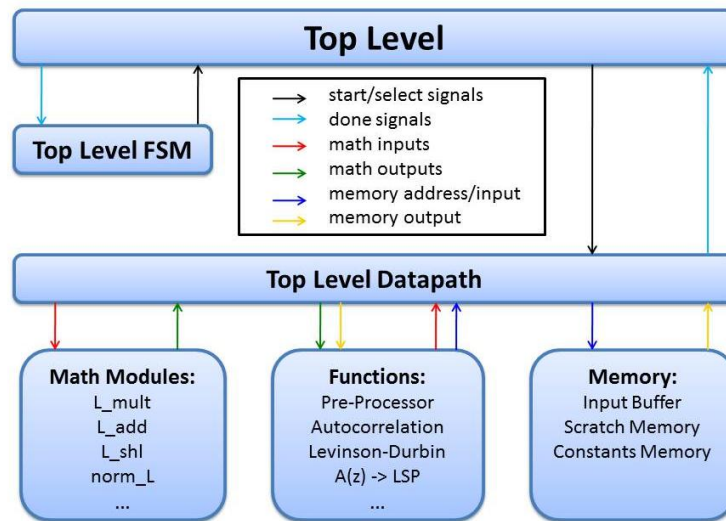 Top Level
start/select signals
done signals
math inputs
math outputs
memory address/input
memory output
Top Level FSM
Top Level Datapath
Math Modules:
L_mult
L_add
L_shl
norm_L
...
Functions:
Pre-Processor
Autocorrelation
Levinson-Durbin
A(z) -> LSP
...
Memory:
Input Buffer
Scratch Memory
Constants Memory